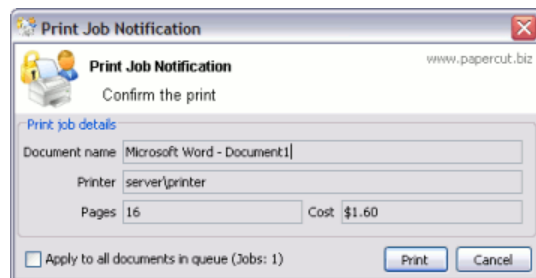 Print Job Notification
www.papercut.biz
Print Job Notification
Confirm the print
Print job details
Document name Microsoft Word - Document1
Printer server\printer
Pages 16 Cost $1.60
Apply to all documents in queue (Jobs: 1) Print Cancel